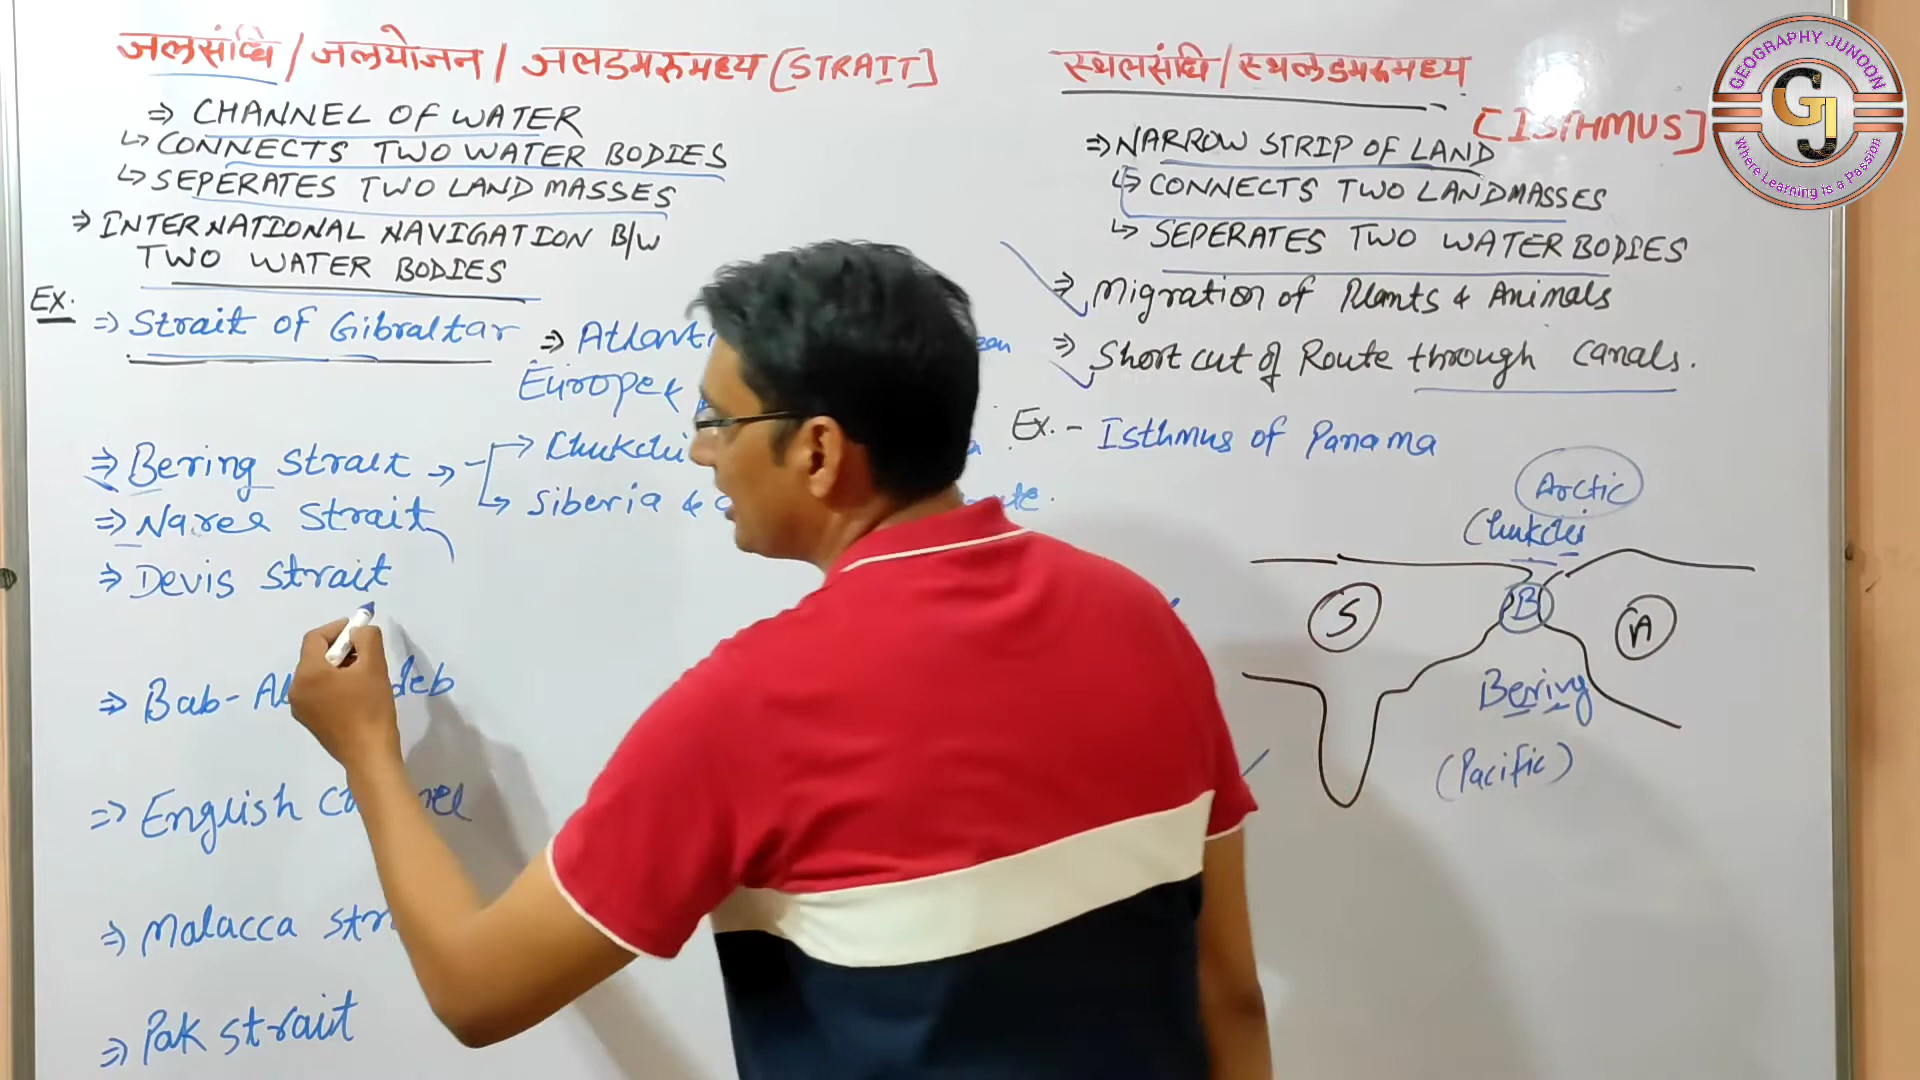 जलसंधि / जलयोजन / जलडमरुमध्य [STRAIT]
⇒ CHANNEL OF WATER
↳ CONNECTS TWO WATER BODIES
↳ SEPERATES TWO LAND MASSES
⇒ INTERNATIONAL NAVIGATION B/W
TWO WATER BODIES
Ex:
⇒ Strait of Gibraltar
⇒ Atlanti
Europe &
⇒ Bering Strait →
→ Chukchi
→ Siberia &
⇒ Nares Strait
⇒ Devis Strait
⇒ Bab-Al deb
⇒ English
⇒ Malacca str
⇒ Pak strait
स्थलसंधि / स्थलडमरुमध्य
[ISTHMUS]
⇒ NARROW STRIP OF LAND
↳ CONNECTS TWO LANDMASSES
↳ SEPERATES TWO WATER BODIES
⇒ Migration of Plants & Animals
⇒ Short cut of Route through Canals.
Ex. - Isthmus of Panama
Arctic
Chukchi
S
B
A
Bering
(Pacific)
GEOGRAPHY JUNOON
GJ
Where Learning is a Passion